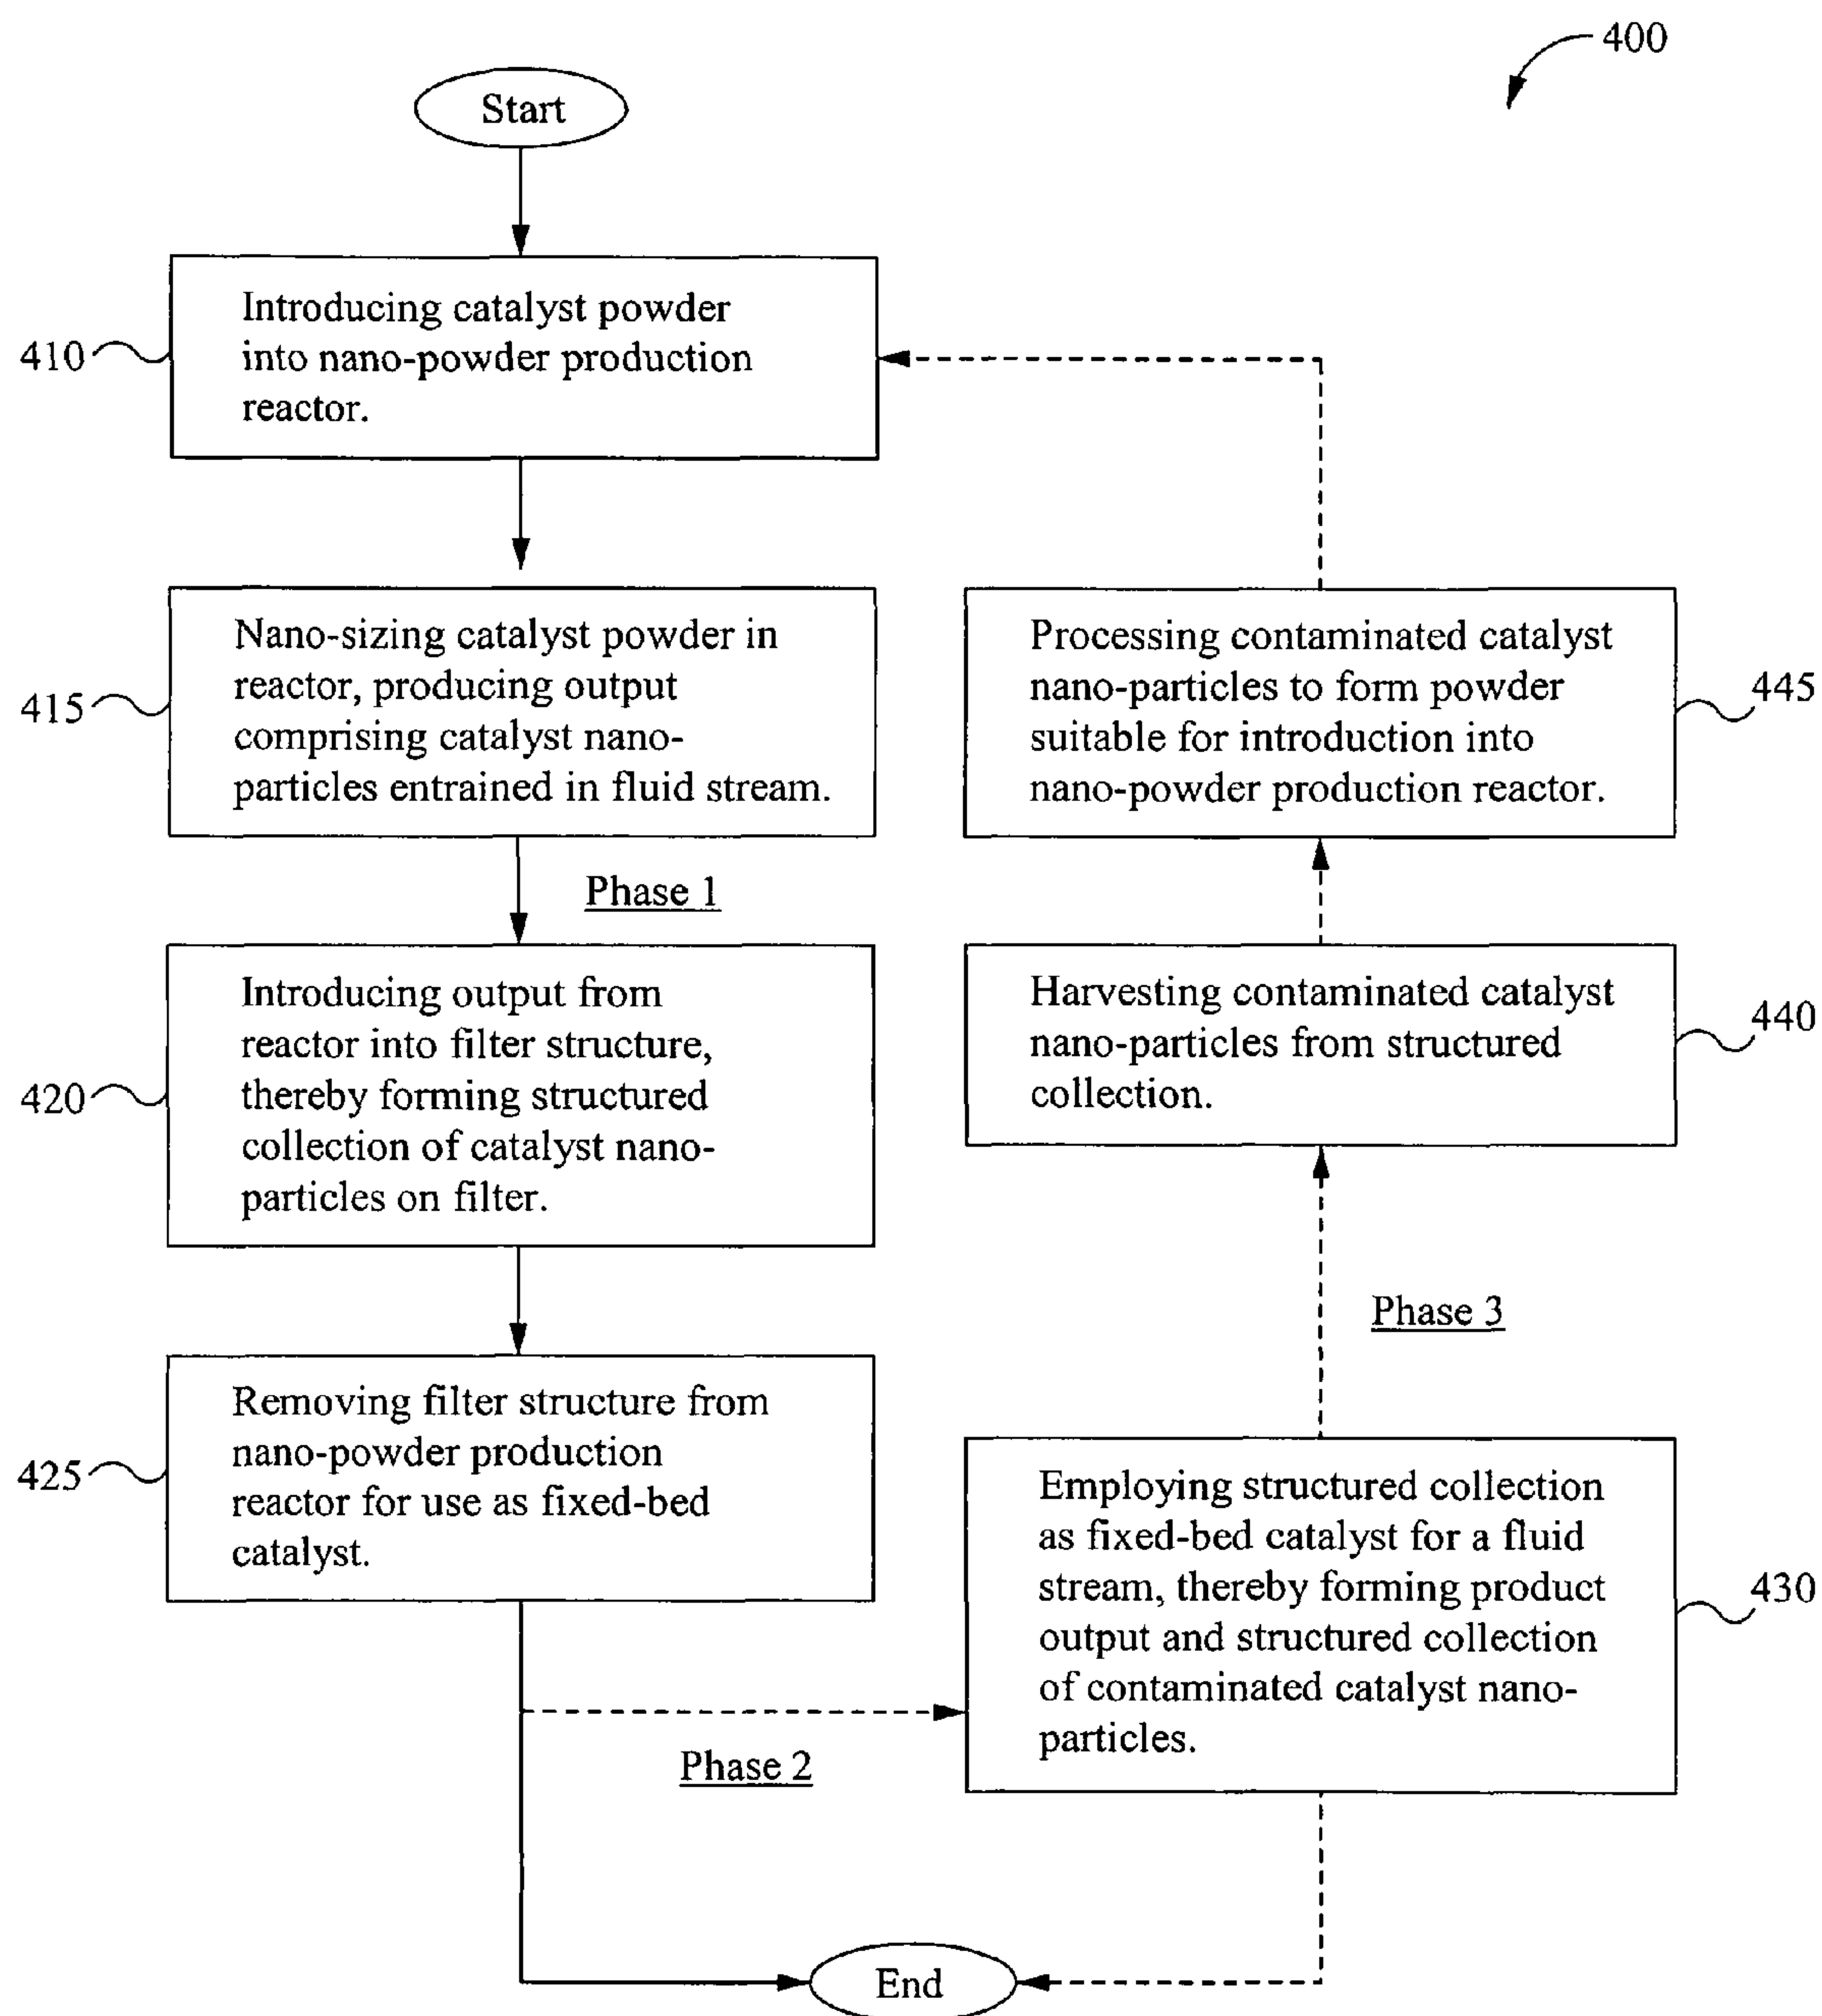 400
Start
410
Introducing catalyst powder
into nano-powder production
reactor.
415
Nano-sizing catalyst powder in
reactor, producing output
comprising catalyst nano-
particles entrained in fluid stream.
Phase 1
420
Introducing output from
reactor into filter structure,
thereby forming structured
collection of catalyst nano-
particles on filter.
425
Removing filter structure from
nano-powder production
reactor for use as fixed-bed
catalyst.
Phase 2
Processing contaminated catalyst
nano-particles to form powder
suitable for introduction into
nano-powder production reactor.
445
Harvesting contaminated catalyst
nano-particles from structured
collection.
440
Phase 3
Employing structured collection
as fixed-bed catalyst for a fluid
stream, thereby forming product
output and structured collection
of contaminated catalyst nano-
particles.
430
End